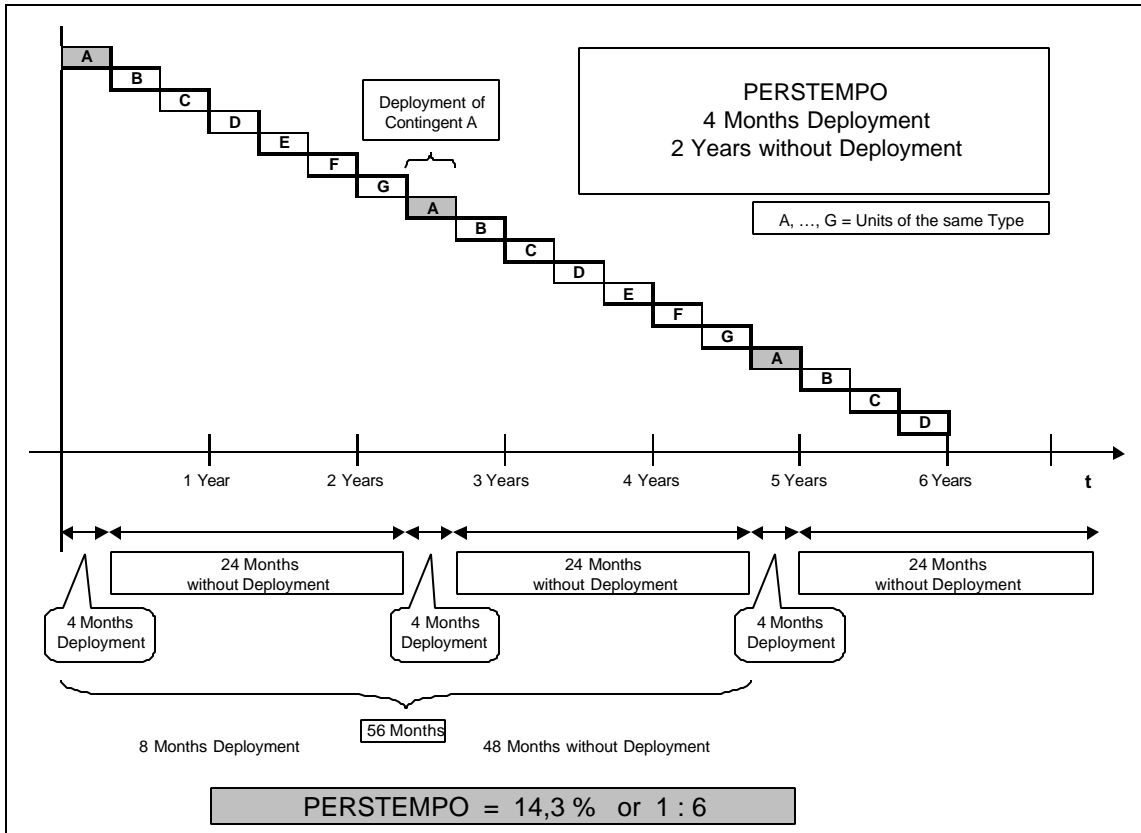 A
B
C
D
E
F
G
A
B
C
D
E
F
G
A
B
C
D
Deployment of
Contingent A
PERSTEMPO
4 Months Deployment
2 Years without Deployment
A, …, G = Units of the same Type
1 Year
2 Years
3 Years
4 Years
5 Years
6 Years
t
24 Months
without Deployment
24 Months
without Deployment
24 Months
without Deployment
4 Months
Deployment
4 Months
Deployment
4 Months
Deployment
56 Months
8 Months Deployment
48 Months without Deployment
PERSTEMPO = 14,3 % or 1 : 6